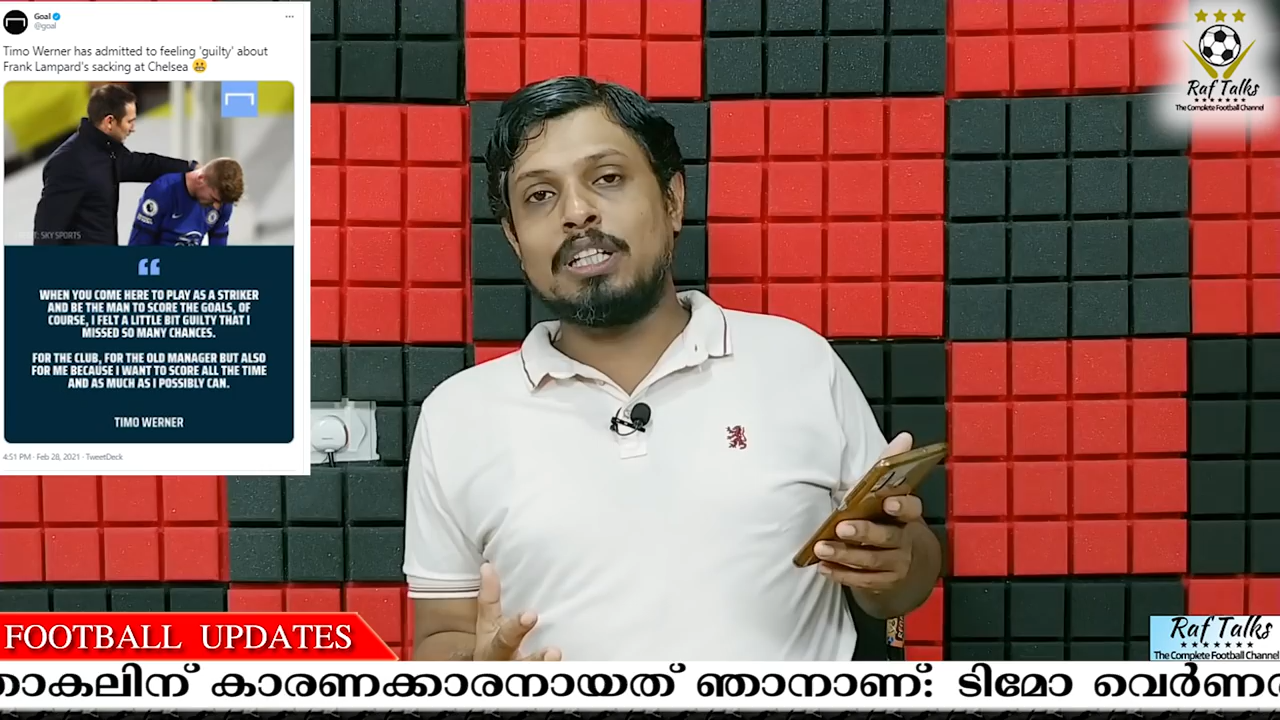 Goal
@goal
Timo Werner has admitted to feeling 'guilty' about
Frank Lampard's sacking at Chelsea 😬
SKY SPORTS
“
WHEN YOU COME HERE TO PLAY AS A STRIKER
AND BE THE MAN TO SCORE THE GOALS, OF
COURSE, I FELT A LITTLE BIT GUILTY THAT I
MISSED SO MANY CHANCES.
FOR THE CLUB, FOR THE OLD MANAGER BUT ALSO
FOR ME BECAUSE I WANT TO SCORE ALL THE TIME
AND AS MUCH AS I POSSIBLY CAN.
TIMO WERNER
4:51 PM · Feb 28, 2021 · TweetDeck
Raf Talks
The Complete Football Channel
FOOTBALL UPDATES
Raf Talks
The Complete Football Channel
കാരണക്കാരനായത് ഞാനാണ്: ടിമോ